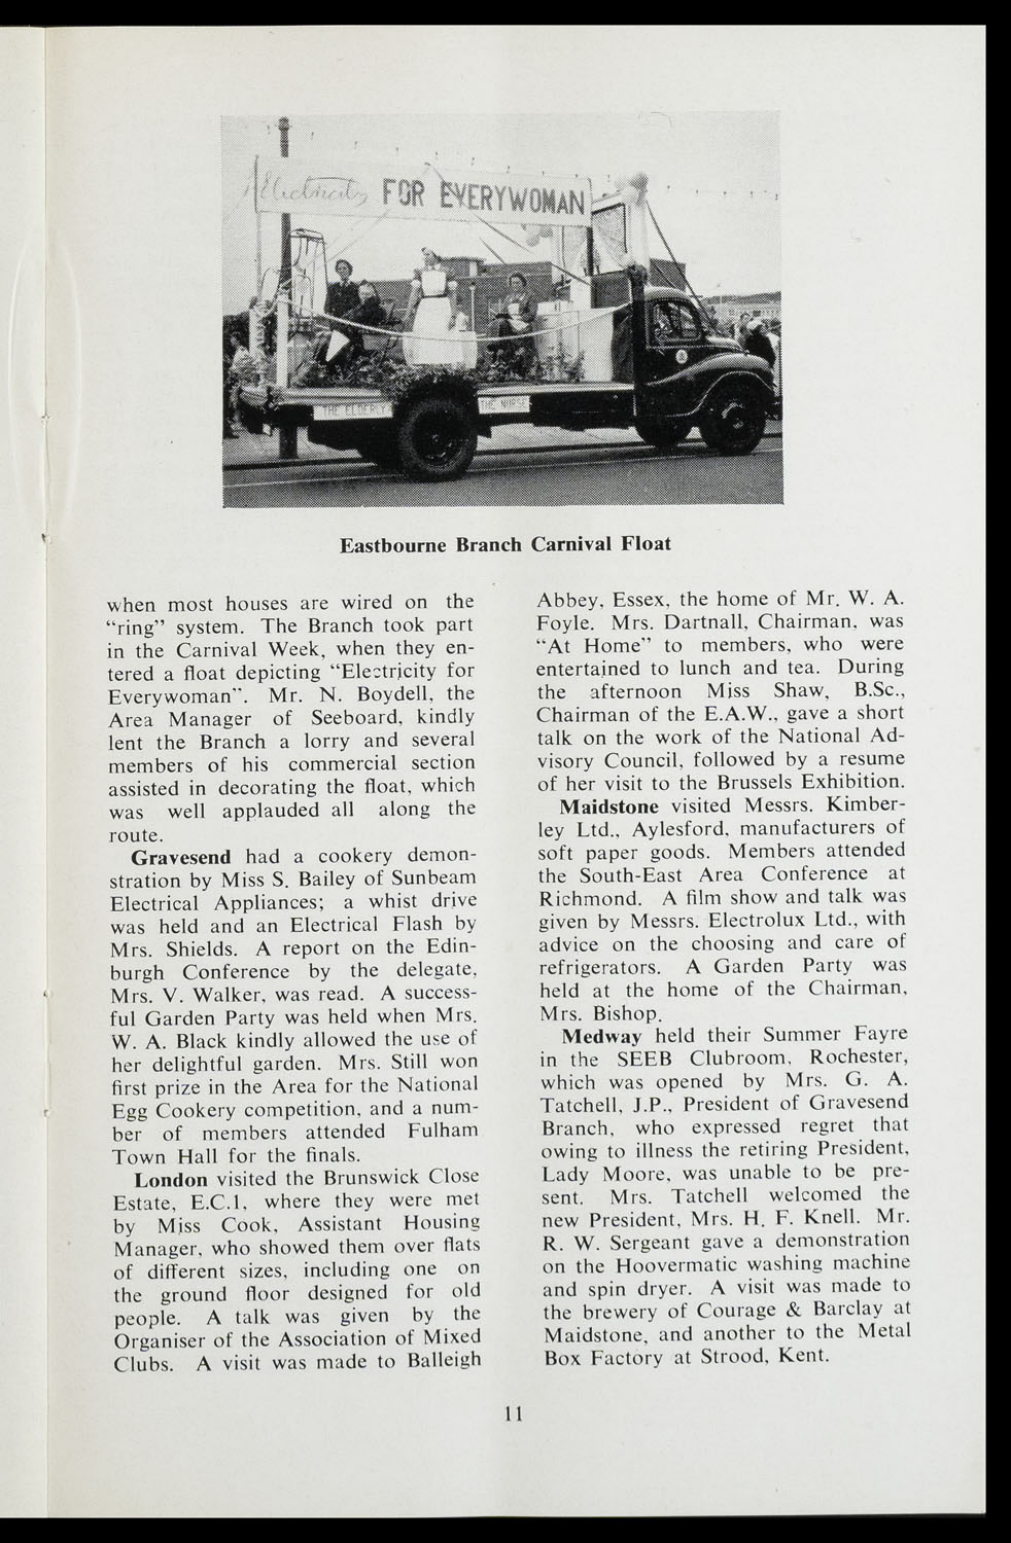 Electricity FOR EVERYWOMAN
THE ELDERLY
THE NURSE
Eastbourne Branch Carnival Float
when most houses are wired on the
“ring” system. The Branch took part
in the Carnival Week, when they en-
tered a float depicting “Electricity for
Everywoman”. Mr. N. Boydell, the
Area Manager of Seeboard, kindly
lent the Branch a lorry and several
members of his commercial section
assisted in decorating the float, which
was well applauded all along the
route.
Gravesend had a cookery demon-
stration by Miss S. Bailey of Sunbeam
Electrical Appliances; a whist drive
was held and an Electrical Flash by
Mrs. Shields. A report on the Edin-
burgh Conference by the delegate,
Mrs. V. Walker, was read. A success-
ful Garden Party was held when Mrs.
W. A. Black kindly allowed the use of
her delightful garden. Mrs. Still won
first prize in the Area for the National
Egg Cookery competition, and a num-
ber of members attended Fulham
Town Hall for the finals.
London visited the Brunswick Close
Estate, E.C.1, where they were met
by Miss Cook, Assistant Housing
Manager, who showed them over flats
of different sizes, including one on
the ground floor designed for old
people. A talk was given by the
Organiser of the Association of Mixed
Clubs. A visit was made to Balleigh
Abbey, Essex, the home of Mr. W. A.
Foyle. Mrs. Dartnall, Chairman, was
“At Home” to members, who were
entertained to lunch and tea. During
the afternoon Miss Shaw, B.Sc.,
Chairman of the E.A.W., gave a short
talk on the work of the National Ad-
visory Council, followed by a resume
of her visit to the Brussels Exhibition.
Maidstone visited Messrs. Kimber-
ley Ltd., Aylesford, manufacturers of
soft paper goods. Members attended
the South-East Area Conference at
Richmond. A film show and talk was
given by Messrs. Electrolux Ltd., with
advice on the choosing and care of
refrigerators. A Garden Party was
held at the home of the Chairman,
Mrs. Bishop.
Medway held their Summer Fayre
in the SEEB Clubroom, Rochester,
which was opened by Mrs. G. A.
Tatchell, J.P., President of Gravesend
Branch, who expressed regret that
owing to illness the retiring President,
Lady Moore, was unable to be pre-
sent. Mrs. Tatchell welcomed the
new President, Mrs. H. F. Knell. Mr.
R. W. Sergeant gave a demonstration
on the Hoovermatic washing machine
and spin dryer. A visit was made to
the brewery of Courage & Barclay at
Maidstone, and another to the Metal
Box Factory at Strood, Kent.
11